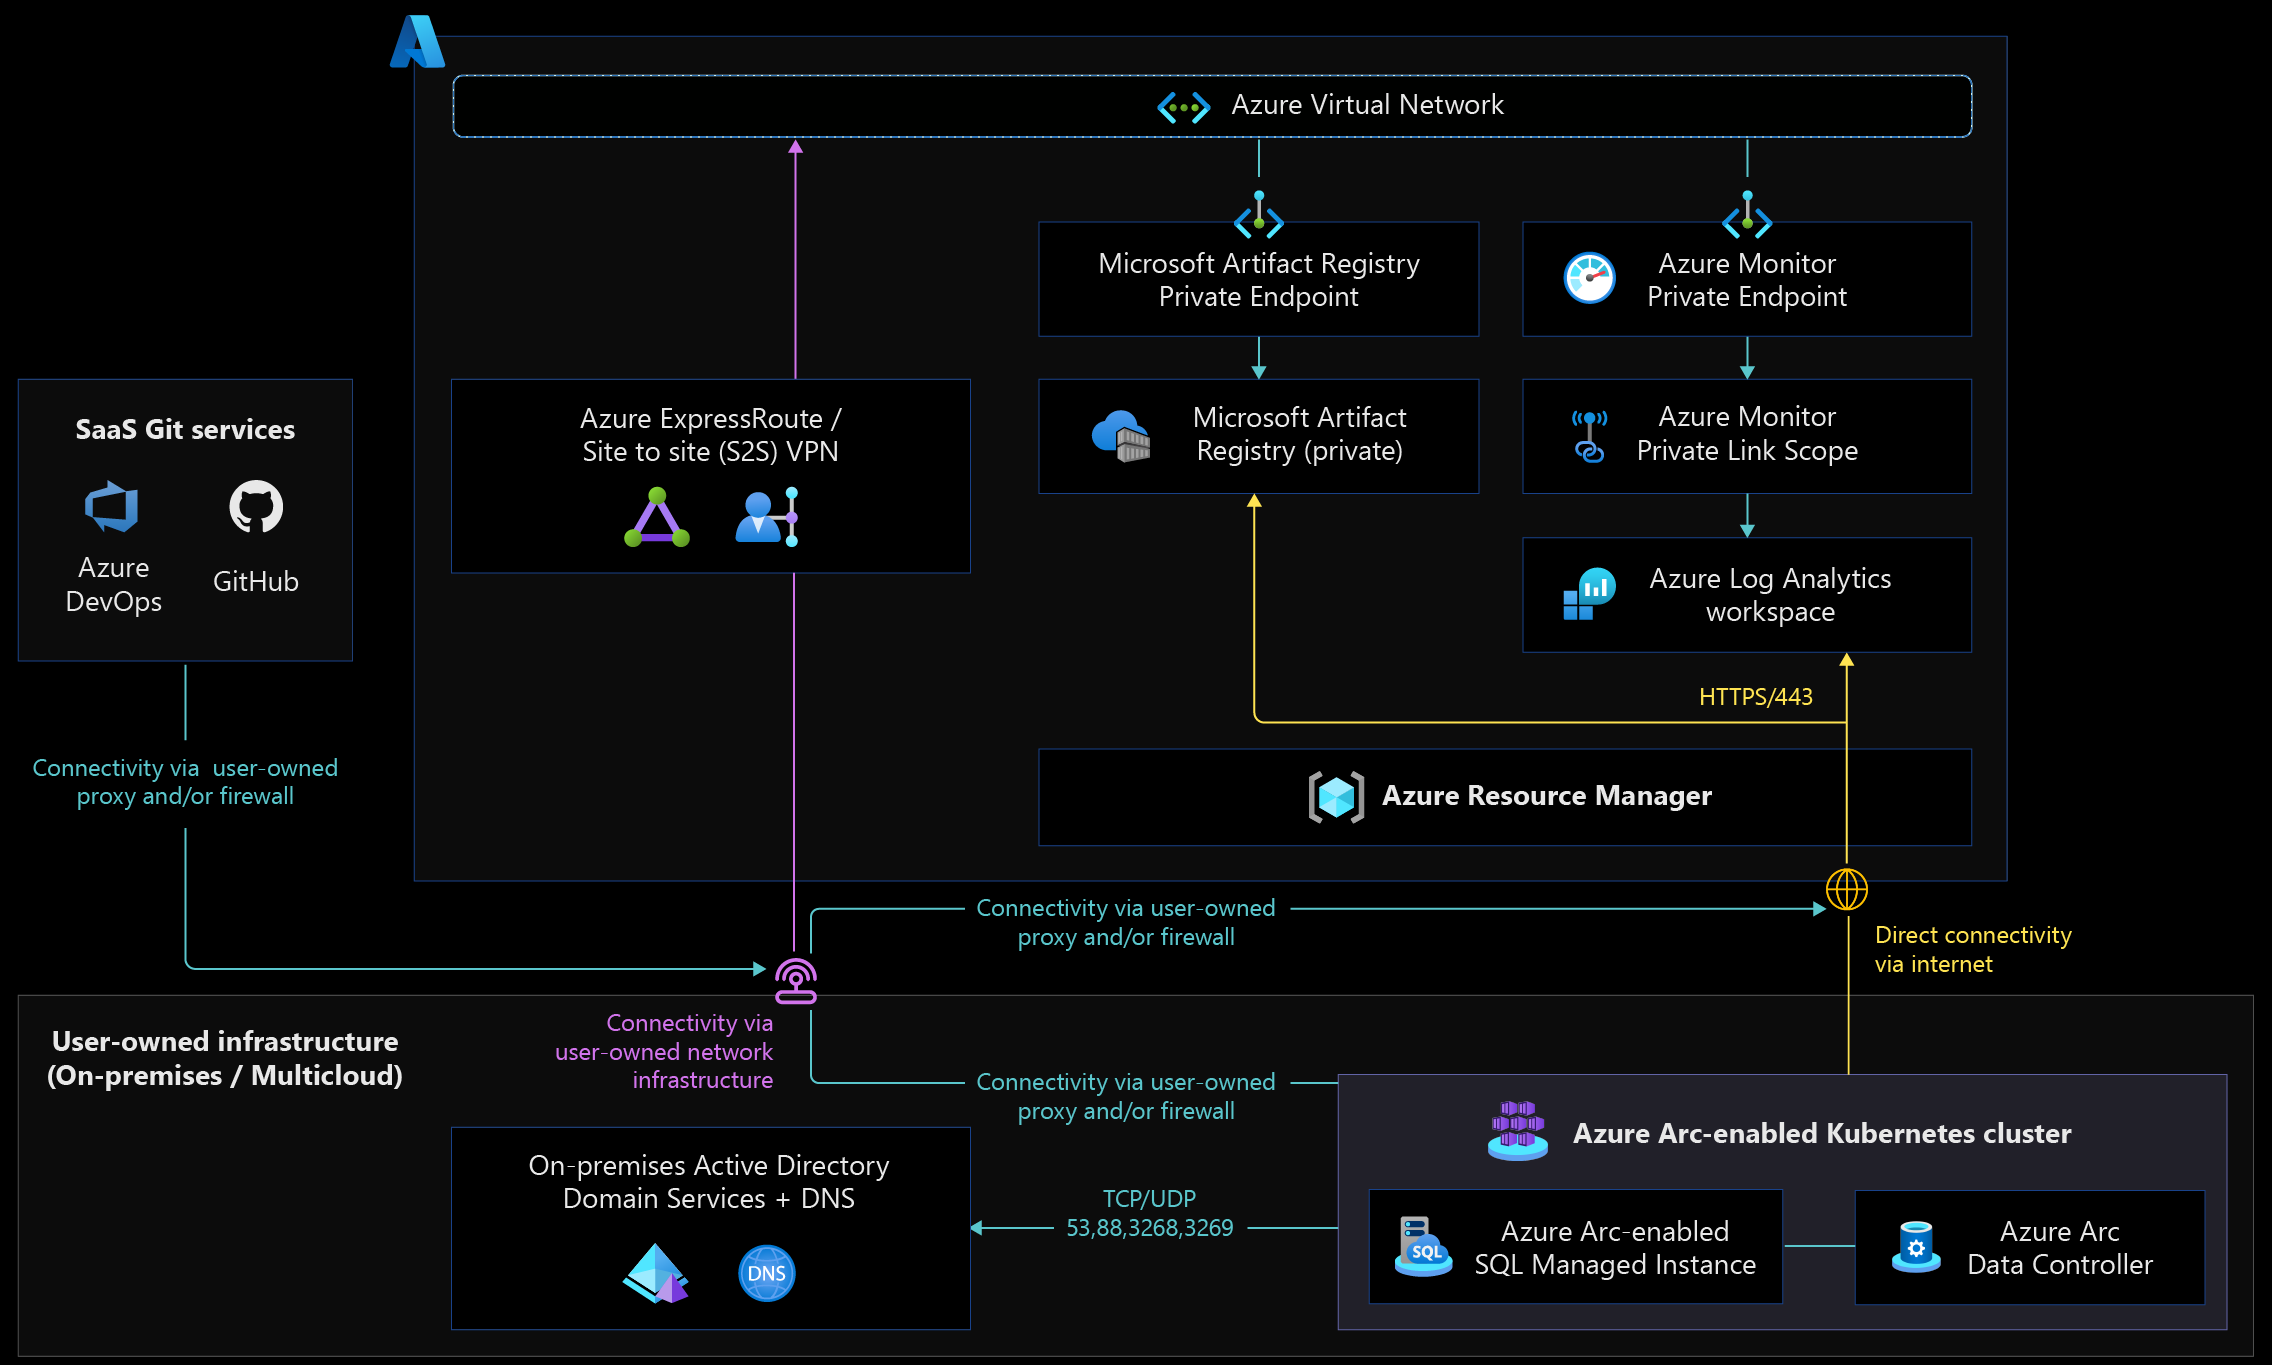 Azure Virtual Network
Microsoft Artifact Registry
Private Endpoint
Azure Monitor
Private Endpoint
SaaS Git services
Azure
DevOps
GitHub
Azure ExpressRoute /
Site to site (S2S) VPN
Microsoft Artifact
Registry (private)
Azure Monitor
Private Link Scope
Azure Log Analytics
workspace
HTTPS/443
Connectivity via  user-owned
proxy and/or firewall
Azure Resource Manager
Connectivity via user-owned
proxy and/or firewall
Direct connectivity
via internet
User-owned infrastructure
(On-premises / Multicloud)
Connectivity via
user-owned network
infrastructure
Connectivity via user-owned
proxy and/or firewall
Azure Arc-enabled Kubernetes cluster
On-premises Active Directory
Domain Services + DNS
DNS
TCP/UDP
53,88,3268,3269
SQL
Azure Arc-enabled
SQL Managed Instance
Azure Arc
Data Controller